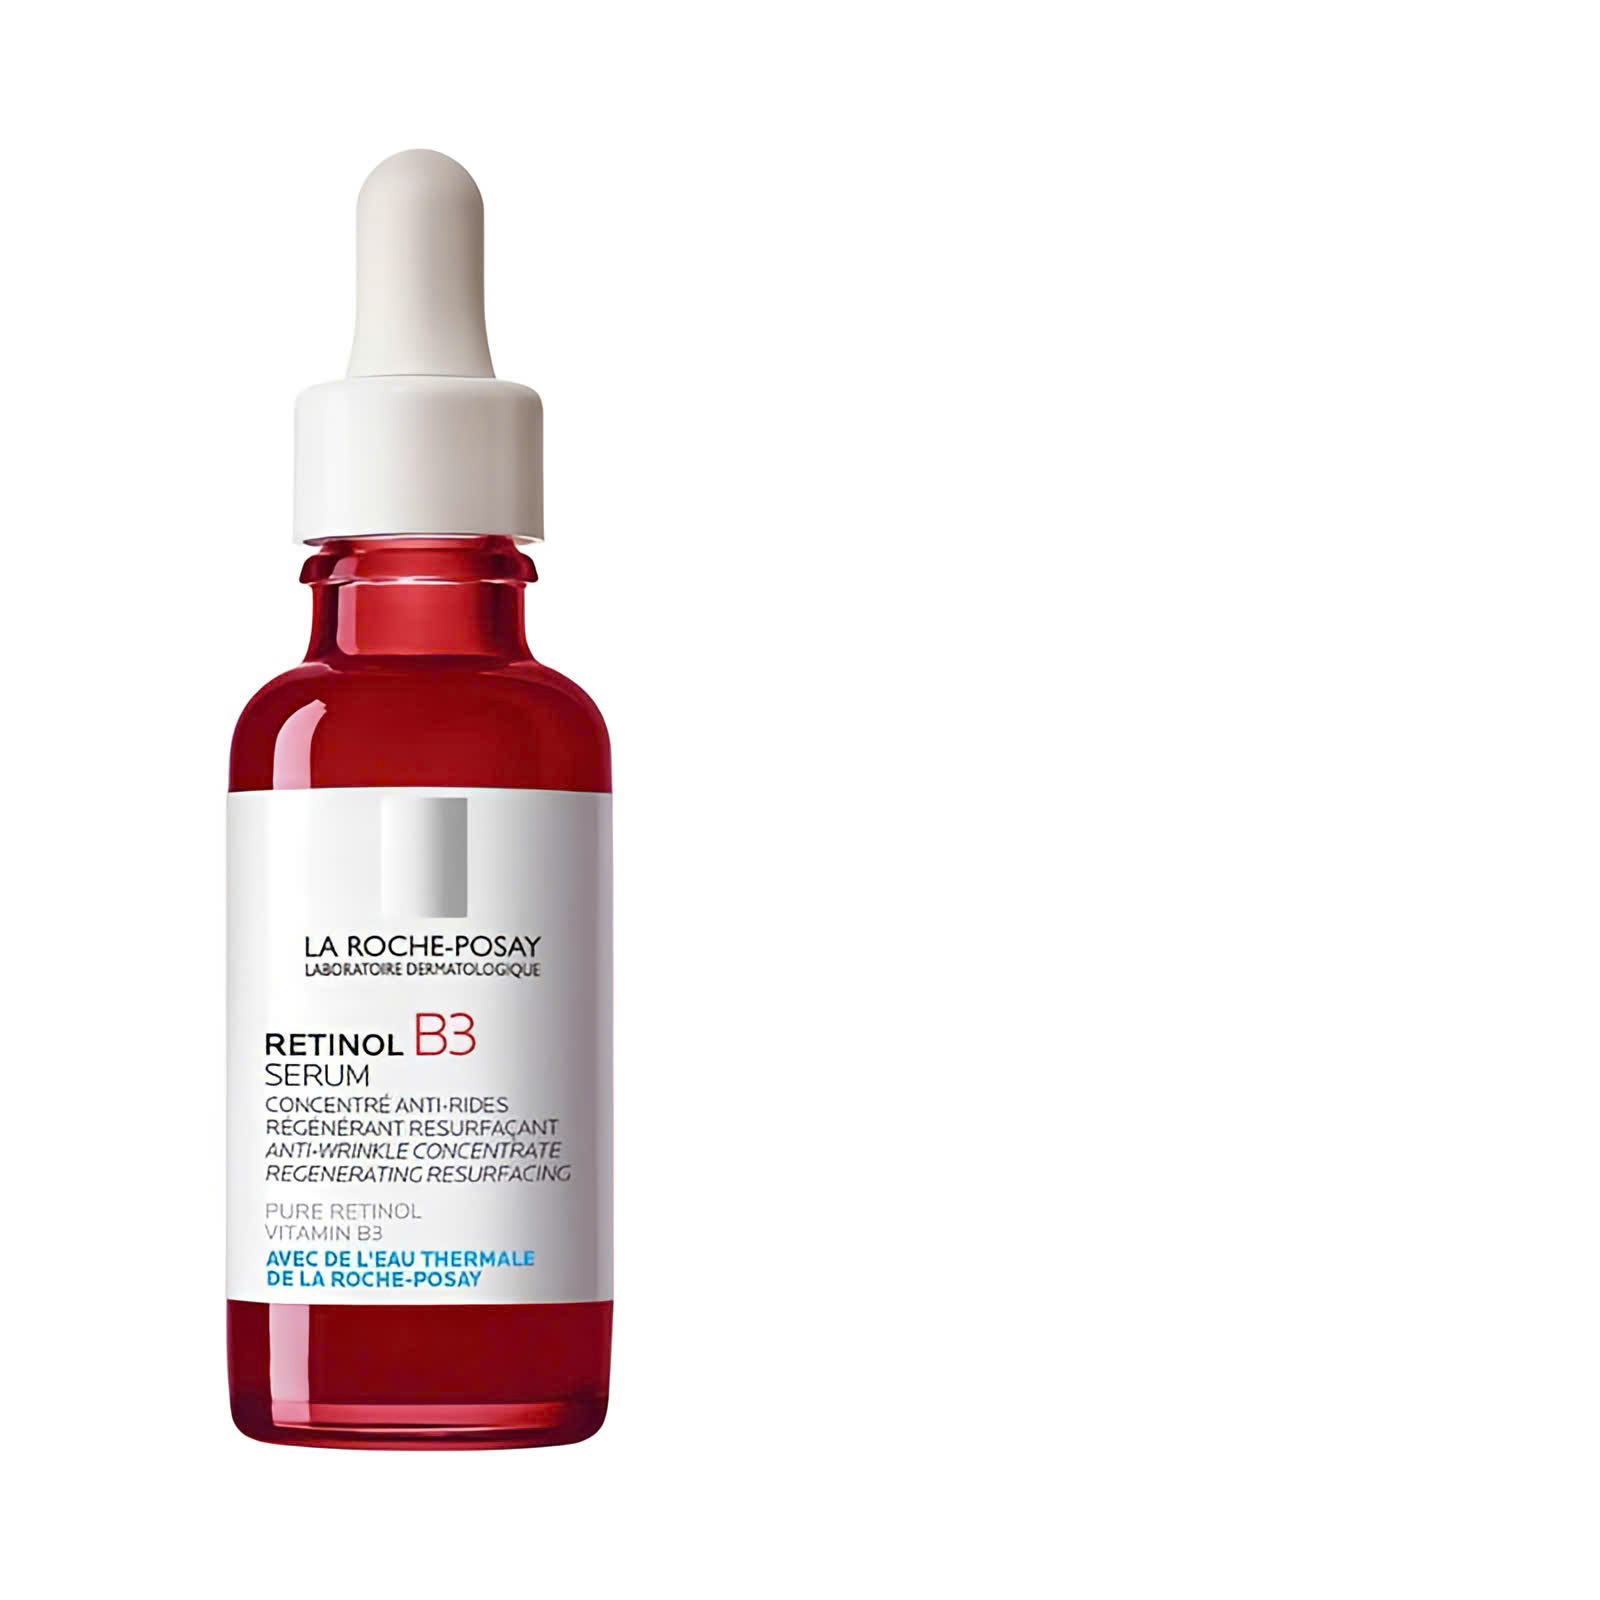 LA ROCHE-POSAY
LABORATOIRE DERMATOLOGIQUE
RETINOL B3
SERUM
CONCENTRÉ ANTI-RIDES
RÉGÉNÉRANT RESURFAÇANT
ANTI-WRINKLE CONCENTRATE
REGENERATING RESURFACING
PURE RETINOL
VITAMIN B3
AVEC DE L'EAU THERMALE
DE LA ROCHE-POSAY